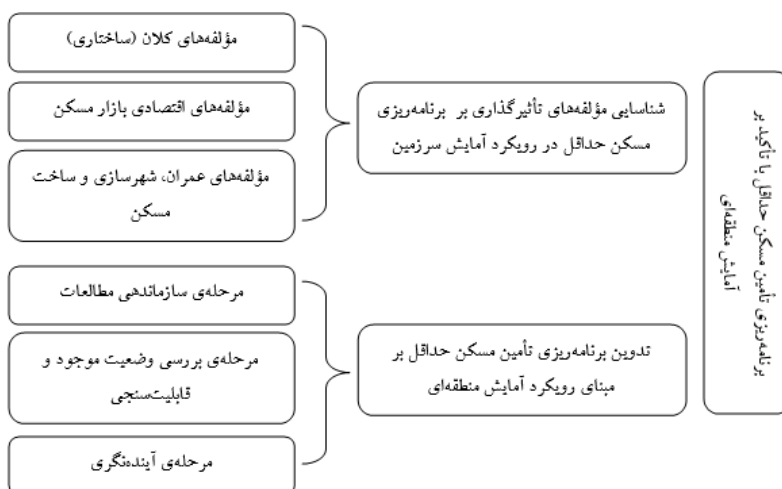 برنامه‌ریزی تأمین مسکن حداقل با تأکید بر
آمایش منطقه‌ای
شناسایی مؤلفه‌های تأثیرگذاری بر برنامه‌ریزی
مسکن حداقل در رویکرد آمایش سرزمین
مؤلفه‌های کلان (ساختاری)
مؤلفه‌های اقتصادی بازار مسکن
مؤلفه‌های عمران، شهرسازی و ساخت
مسکن
تدوین برنامه‌ریزی تأمین مسکن حداقل بر
مبنای رویکرد آمایش منطقه‌ای
مرحله‌ی سازماندهی مطالعات
مرحله‌ی بررسی وضعیت موجود و
قابلیت‌سنجی
مرحله‌ی آینده‌نگری